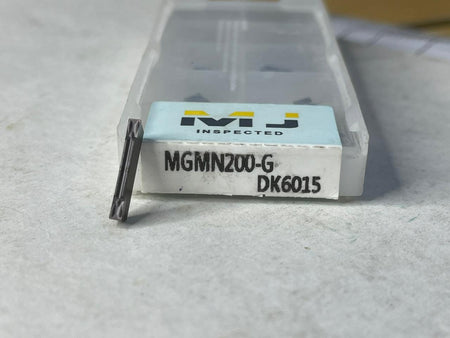 MJ
INSPECTED
MGMN200-G
DK6015